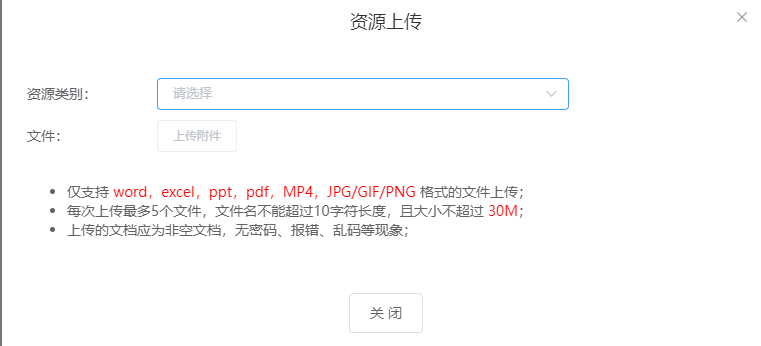 资源上传
资源类别：
请选择
文件：
上传附件
仅支持 word，excel，ppt，pdf，MP4，JPG/GIF/PNG 格式的文件上传；
每次上传最多5个文件，文件名不能超过10字符长度，且大小不超过 30M；
上传的文档应为非空文档，无密码、报错、乱码等现象；
关 闭